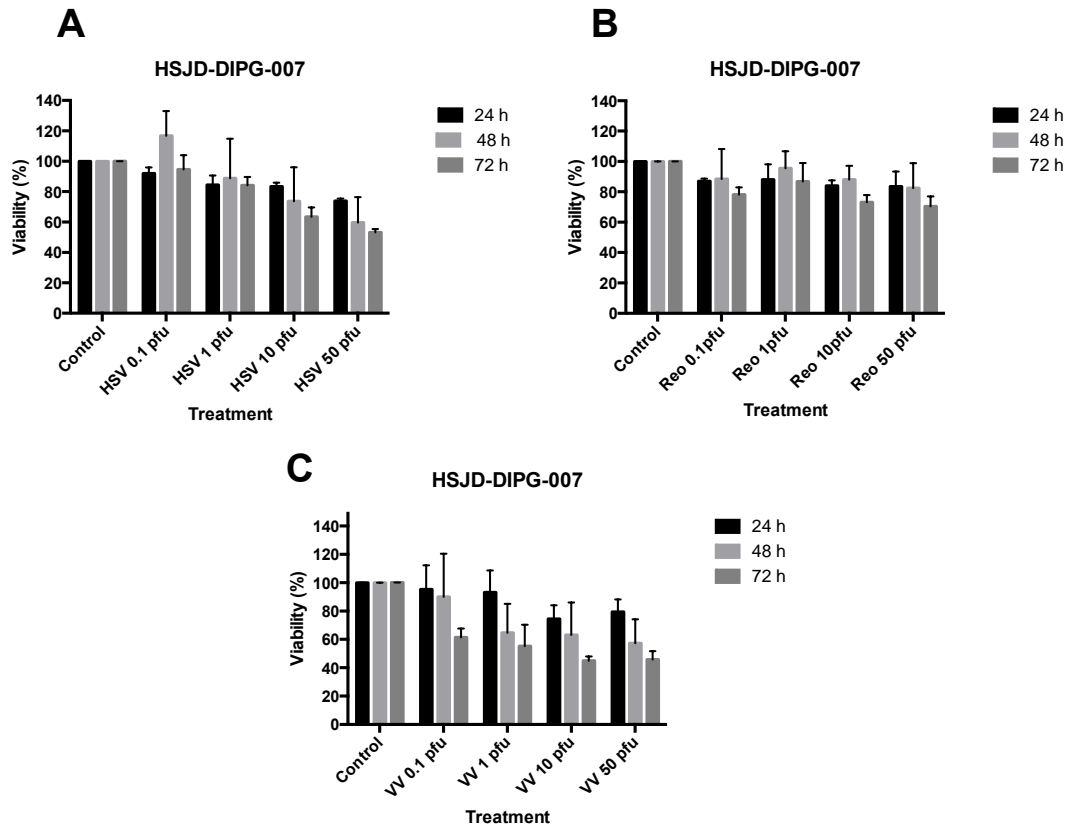 A
HSJD-DIPG-007
140
120
100
80
60
40
20
0
Viability (%)
Control
HSV 0.1 pfu
HSV 1 pfu
HSV 10 pfu
HSV 50 pfu
Treatment
24 h
48 h
72 h
B
HSJD-DIPG-007
140
120
100
80
60
40
20
0
Viability (%)
Control
Reo 0.1pfu
Reo 1pfu
Reo 10pfu
Reo 50 pfu
Treatment
24 h
48 h
72 h
C
HSJD-DIPG-007
140
120
100
80
60
40
20
0
Viability (%)
Control
VV 0.1 pfu
VV 1 pfu
VV 10 pfu
VV 50 pfu
Treatment
24 h
48 h
72 h